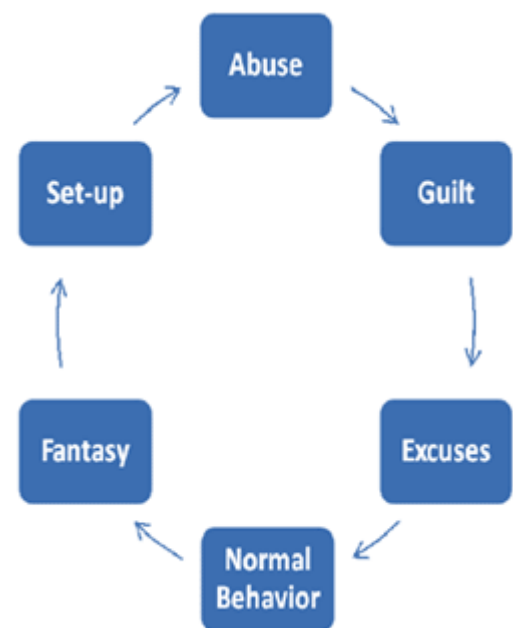 Abuse
Guilt
Excuses
Normal
Behavior
Fantasy
Set-up